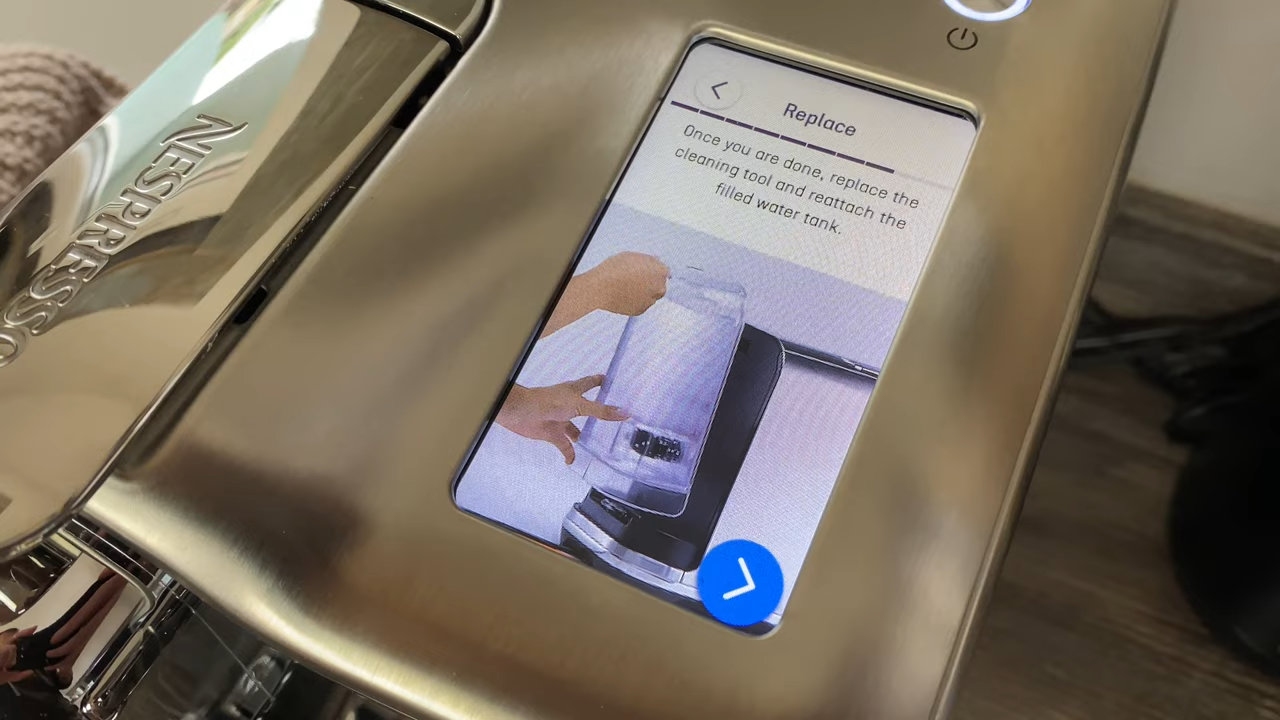 NESPRESSO
Replace
Once you are done, replace the
cleaning tool and reattach the
filled water tank.